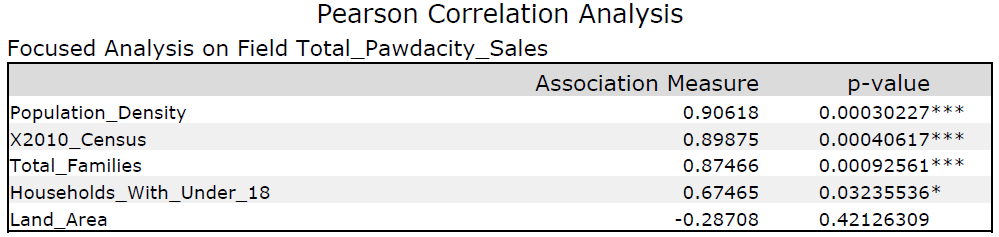 Pearson Correlation Analysis
Focused Analysis on Field Total_Pawdacity_Sales
Association Measure p-value
Population_Density 0.90618 0.00030227***
X2010_Census 0.89875 0.00040617***
Total_Families 0.87466 0.00092561***
Households_With_Under_18 0.67465 0.03235536*
Land_Area -0.28708 0.42126309